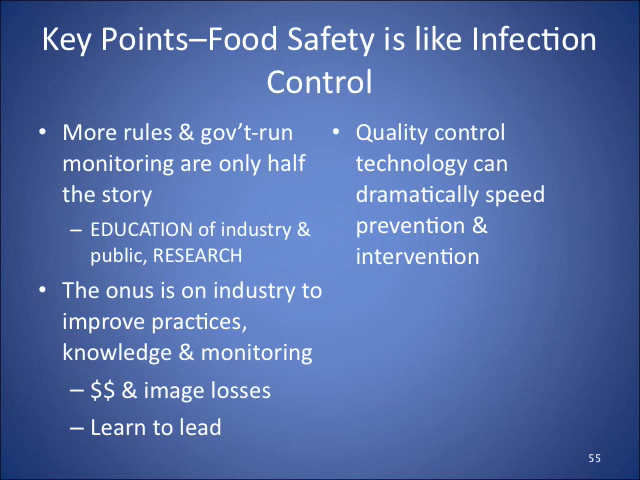 Key Points–Food Safety is like Infection
Control
• More rules & gov't-run
monitoring are only half
the story
– EDUCATION of industry &
public, RESEARCH
• The onus is on industry to
improve practices,
knowledge & monitoring
– $$ & image losses
– Learn to lead
• Quality control
technology can
dramatically speed
prevention &
intervention
55